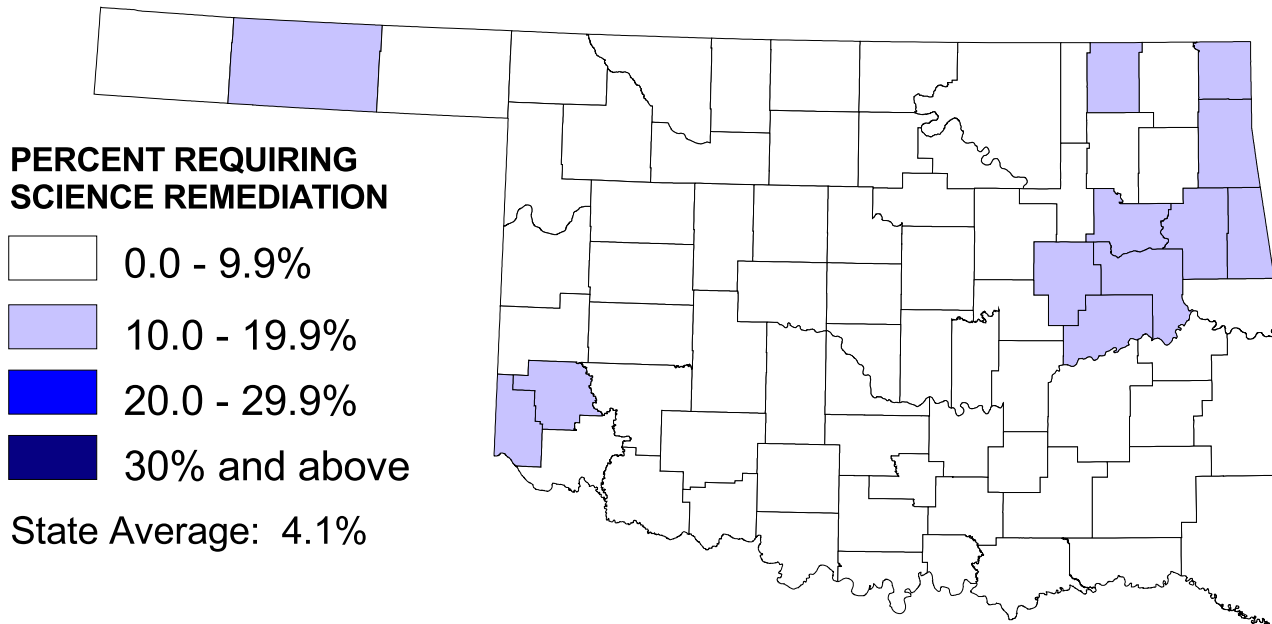 PERCENT REQUIRING
SCIENCE REMEDIATION
0.0 - 9.9%
10.0 - 19.9%
20.0 - 29.9%
30% and above
State Average: 4.1%